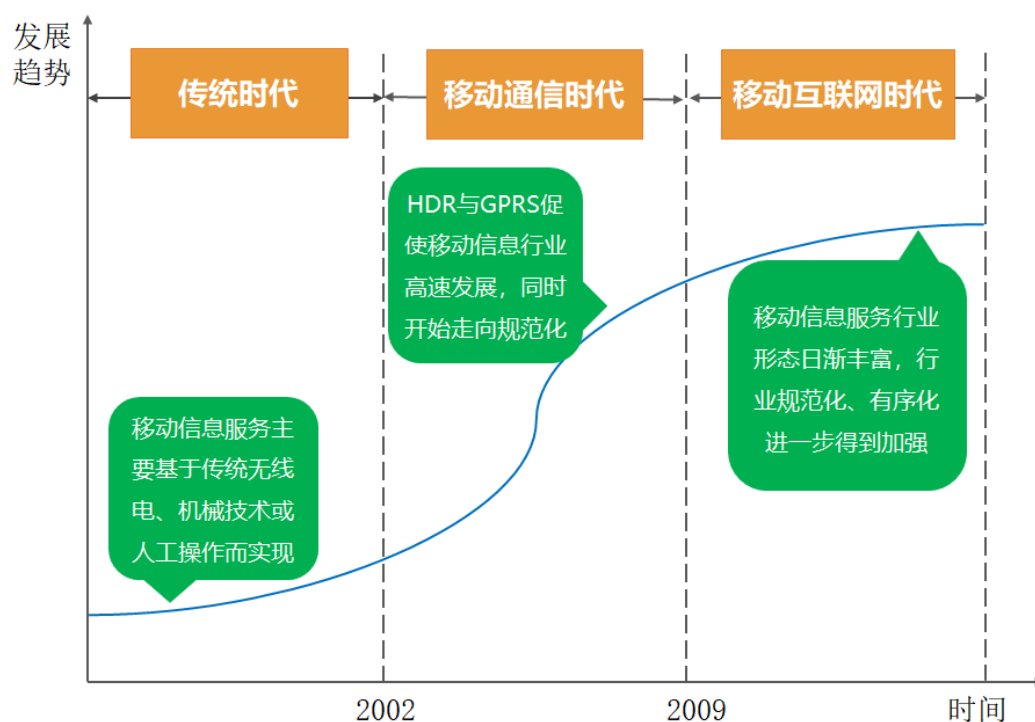 发展
趋势
传统时代
移动通信时代
移动互联网时代
HDR与GPRS促
使移动信息行业
高速发展，同时
开始走向规范化
移动信息服务行业
形态日渐丰富，行
业规范化、有序化
进一步得到加强
移动信息服务主
要基于传统无线
电、机械技术或
人工操作而实现
2002
2009
时间